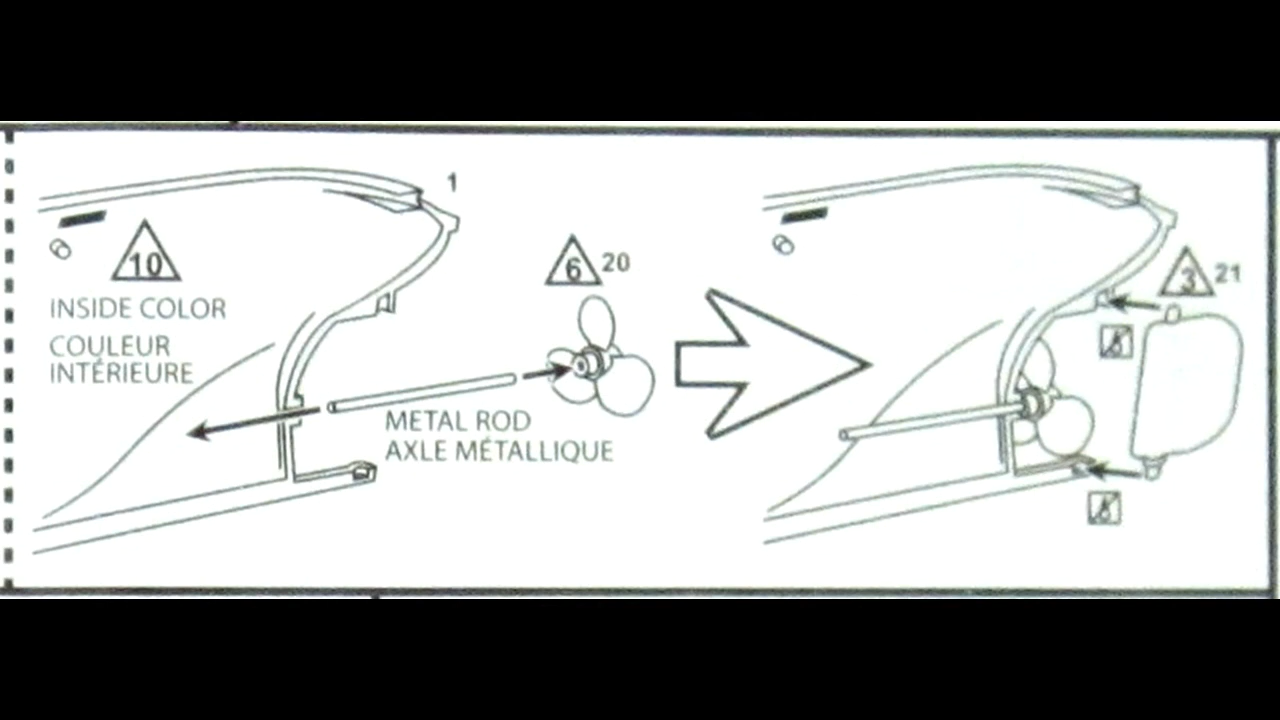 1
10
INSIDE COLOR
COULEUR
INTÉRIEURE
6 20
METAL ROD
AXLE MÉTALLIQUE
3 21